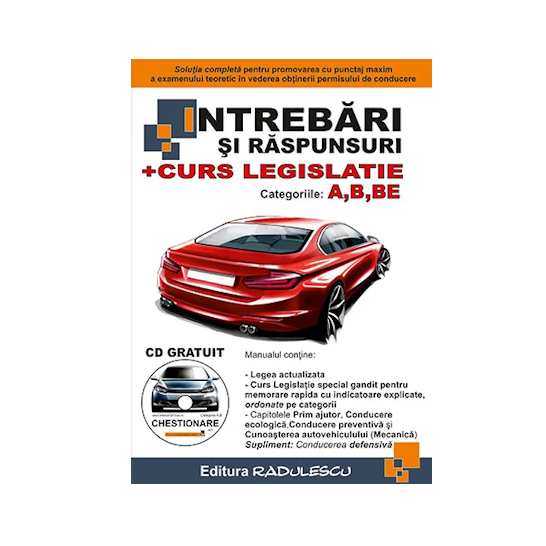 Soluția completă pentru promovarea cu punctaj maxim
a examenului teoretic în vederea obținerii permisului de conducere
INTREBĂRI
ȘI RĂSPUNSURI
+CURS LEGISLATIE
Categoriile: A,B,BE
CD GRATUIT
CHESTIONARE
Manualul conține:
- Legea actualizata
- Curs Legislație special gandit pentru
memorare rapida cu indicatoare explicate,
ordonate pe categorii
- Capitolele Prim ajutor, Conducere
ecologică,Conducere preventivă și
Cunoașterea autovehiculului (Mecanică)
Supliment: Conducerea defensivă
Editura RADULESCU